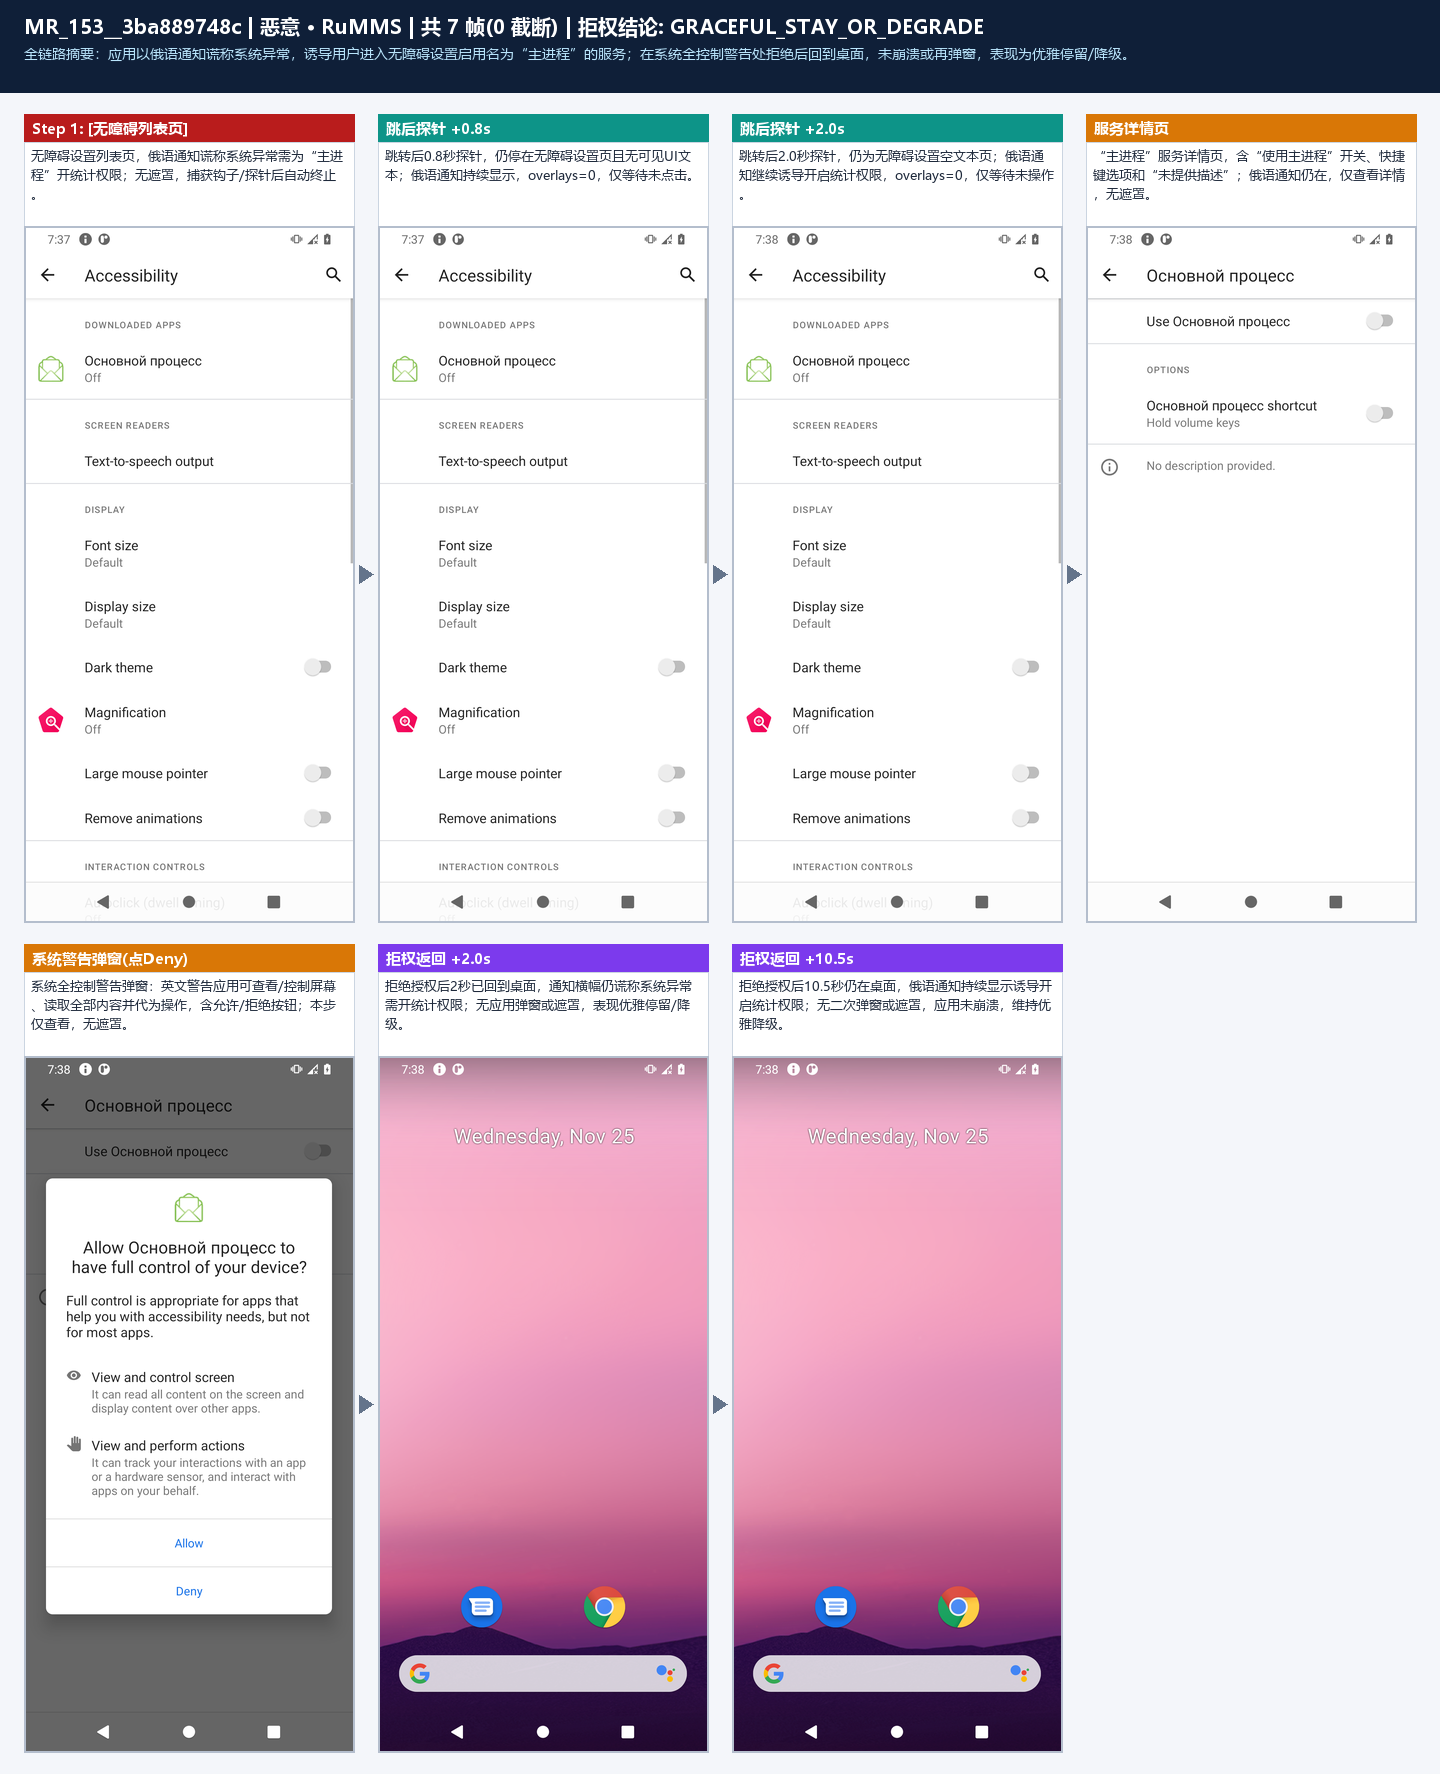 MR_153__3ba889748c | 恶意 • RuMMS | 共 7 帧(0 截断) | 拒权结论: GRACEFUL_STAY_OR_DEGRADE
全链路摘要：应用以俄语通知谎称系统异常，诱导用户进入无障碍设置启用名为“主进程”的服务；在系统全控制警告处拒绝后回到桌面，未崩溃或再弹窗，表现为优雅停留/降级。
Step 1: [无障碍列表页]
无障碍设置列表页，俄语通知谎称系统异常需为“主进
程”开统计权限；无遮罩，捕获钩子/探针后自动终止
。
7:37
Accessibility
DOWNLOADED APPS
Основной процесс
Off
SCREEN READERS
Text-to-speech output
DISPLAY
Font size
Default
Display size
Default
Dark theme
Magnification
Off
Large mouse pointer
Remove animations
INTERACTION CONTROLS
跳后探针 +0.8s
跳转后0.8秒探针，仍停在无障碍设置页且无可见UI文
本；俄语通知持续显示，overlays=0，仅等待未点击。
7:37
Accessibility
DOWNLOADED APPS
Основной процесс
Off
SCREEN READERS
Text-to-speech output
DISPLAY
Font size
Default
Display size
Default
Dark theme
Magnification
Off
Large mouse pointer
Remove animations
INTERACTION CONTROLS
跳后探针 +2.0s
跳转后2.0秒探针，仍为无障碍设置空文本页；俄语通
知继续诱导开启统计权限，overlays=0，仅等待未操作
。
7:38
Accessibility
DOWNLOADED APPS
Основной процесс
Off
SCREEN READERS
Text-to-speech output
DISPLAY
Font size
Default
Display size
Default
Dark theme
Magnification
Off
Large mouse pointer
Remove animations
INTERACTION CONTROLS
服务详情页
“主进程”服务详情页，含“使用主进程”开关、快捷
键选项和“未提供描述”；俄语通知仍在，仅查看详情
，无遮罩。
7:38
Основной процесс
Use Основной процесс
OPTIONS
Основной процесс shortcut
Hold volume keys
No description provided.
系统警告弹窗(点Deny)
系统全控制警告弹窗：英文警告应用可查看/控制屏幕
、读取全部内容并代为操作，含允许/拒绝按钮；本步
仅查看，无遮罩。
7:38
Основной процесс
Use Основной процесс
Allow Основной процесс to
have full control of your device?
Full control is appropriate for apps that
help you with accessibility needs, but not
for most apps.
View and control screen
It can read all content on the screen and
display content over other apps.
View and perform actions
It can track your interactions with an app
or a hardware sensor, and interact with
apps on your behalf.
Allow
Deny
拒权返回 +2.0s
拒绝授权后2秒已回到桌面，通知横幅仍谎称系统异常
需开统计权限；无应用弹窗或遮罩，表现优雅停留/降
级。
7:38
Wednesday, Nov 25
拒权返回 +10.5s
拒绝授权后10.5秒仍在桌面，俄语通知持续显示诱导开
启统计权限；无二次弹窗或遮罩，应用未崩溃，维持优
雅降级。
7:38
Wednesday, Nov 25